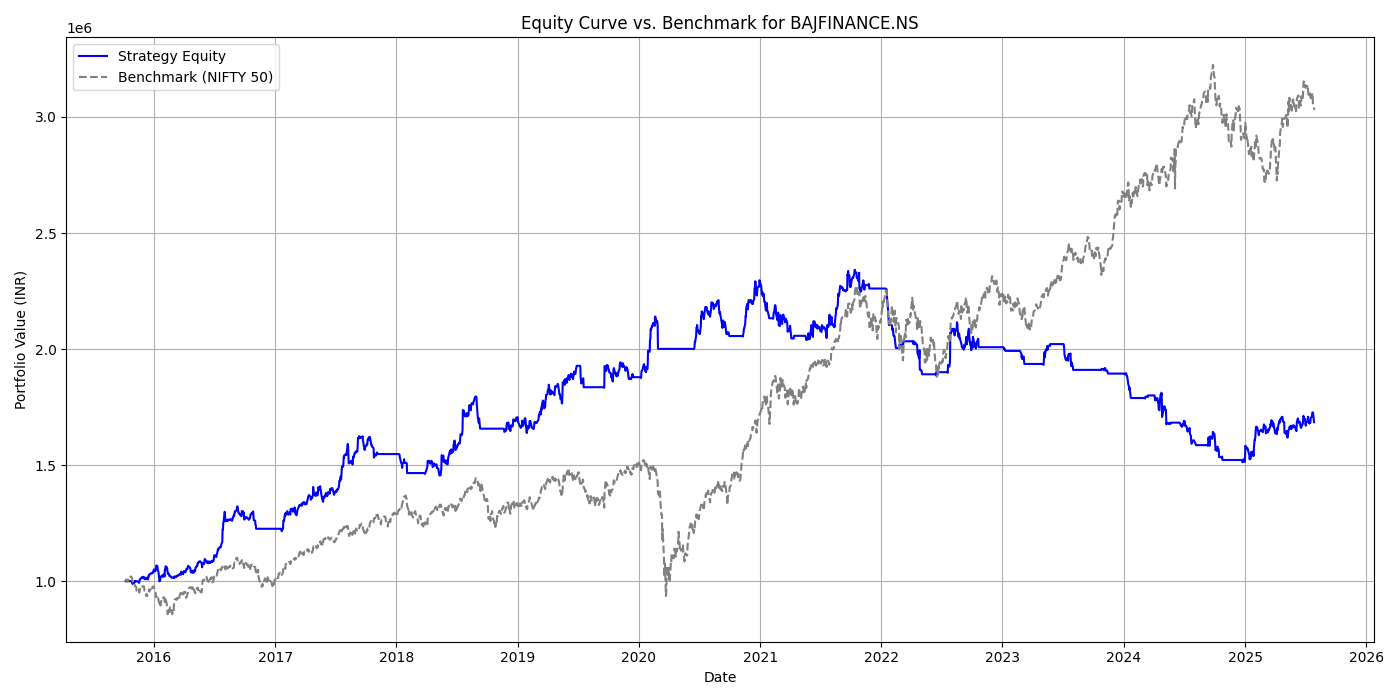 Equity Curve vs. Benchmark for BAJFINANCE.NS
1e6
Strategy Equity
Benchmark (NIFTY 50)
3.0
2.5
2.0
1.5
1.0
Portfolio Value (INR)
2016 2017 2018 2019 2020 2021 2022 2023 2024 2025 2026
Date